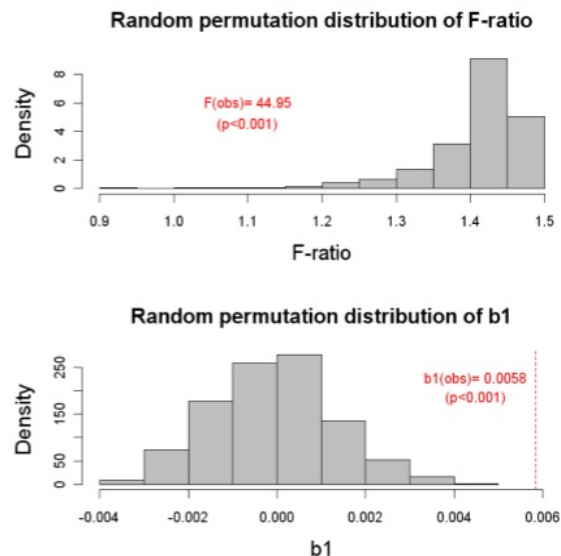 Random permutation distribution of F-ratio
Density
8
6
4
2
0
F(obs)= 44.95
(p<0.001)
0.9 1.0 1.1 1.2 1.3 1.4 1.5
F-ratio
Random permutation distribution of b1
Density
250
150
50
0
b1(obs)= 0.0058
(p<0.001)
-0.004 -0.002 0.000 0.002 0.004 0.006
b1